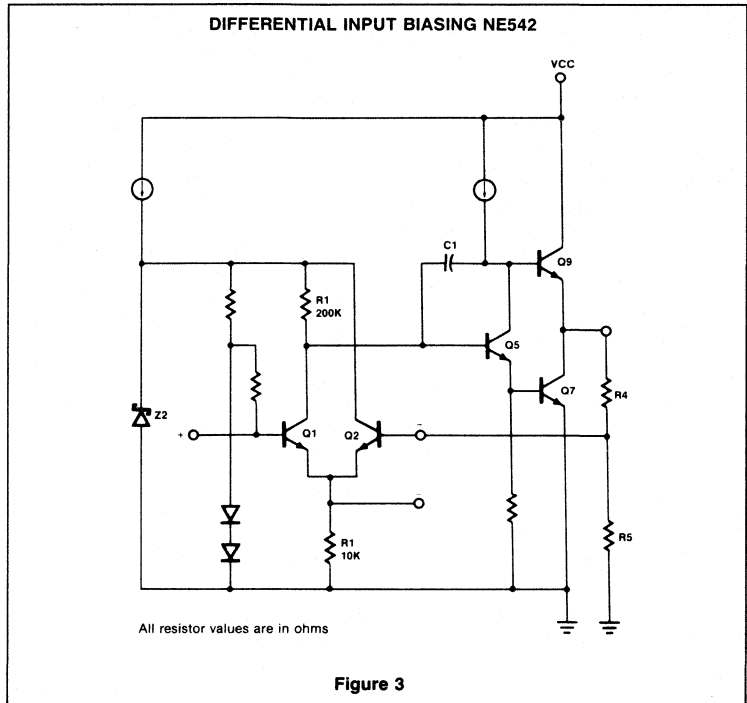 DIFFERENTIAL INPUT BIASING NE542
VCC
C1
Q9
R1
200K
Q5
Q7
R4
Z2
+
Q1
Q2
-
-
R1
10K
R5
All resistor values are in ohms
Figure 3